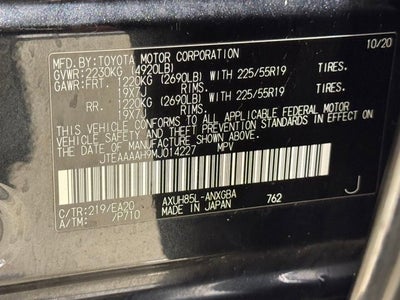 MFD.BY:TOYOTA MOTOR CORPORATION 10/20
GVWR:2230KG (4920LB)
GAWR:FRT. 1220KG (2690LB) WITH 225/55R19 TIRES.
19X7J RIMS.
RR. 1220KG (2690LB) WITH 225/55R19 TIRES.
19X7J RIMS.
THIS VEHICLE CONFORMS TO ALL APPLICABLE FEDERAL MOTOR
VEHICLE SAFETY AND BUMPER STANDARDS IN EFFECT ON THE
DATE OF MANUFACTURE SHOWN ABOVE.
JTEAAAAH9MJ014227 MPV
C/TR:219/EA20 AXUH85L-ANXGBA 762 J
A/TM: /P710 MADE IN JAPAN